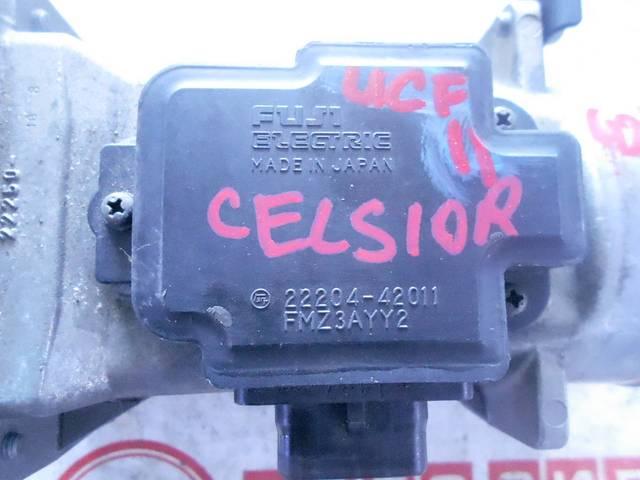 UCF
11
FUJI
ELECTRIC
MADE IN JAPAN
CELSIOR
22204-42011
FMZ3AYY2
22250-